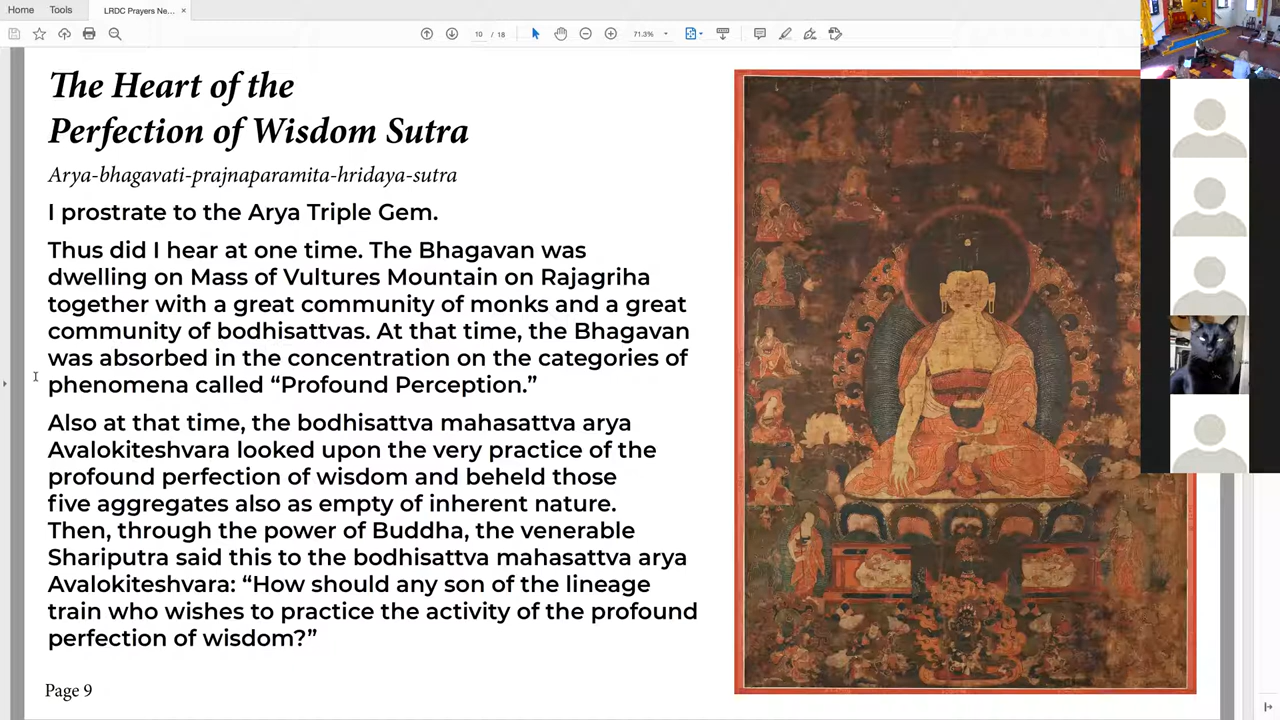 Home Tools LRDC Prayers Ne... ×
10 / 18 71.3%
The Heart of the
Perfection of Wisdom Sutra
Arya-bhagavati-prajnaparamita-hridaya-sutra
I prostrate to the Arya Triple Gem.
Thus did I hear at one time. The Bhagavan was
dwelling on Mass of Vultures Mountain on Rajagriha
together with a great community of monks and a great
community of bodhisattvas. At that time, the Bhagavan
was absorbed in the concentration on the categories of
phenomena called “Profound Perception.”
Also at that time, the bodhisattva mahasattva arya
Avalokiteshvara looked upon the very practice of the
profound perfection of wisdom and beheld those
five aggregates also as empty of inherent nature.
Then, through the power of Buddha, the venerable
Shariputra said this to the bodhisattva mahasattva arya
Avalokiteshvara: “How should any son of the lineage
train who wishes to practice the activity of the profound
perfection of wisdom?”
Page 9